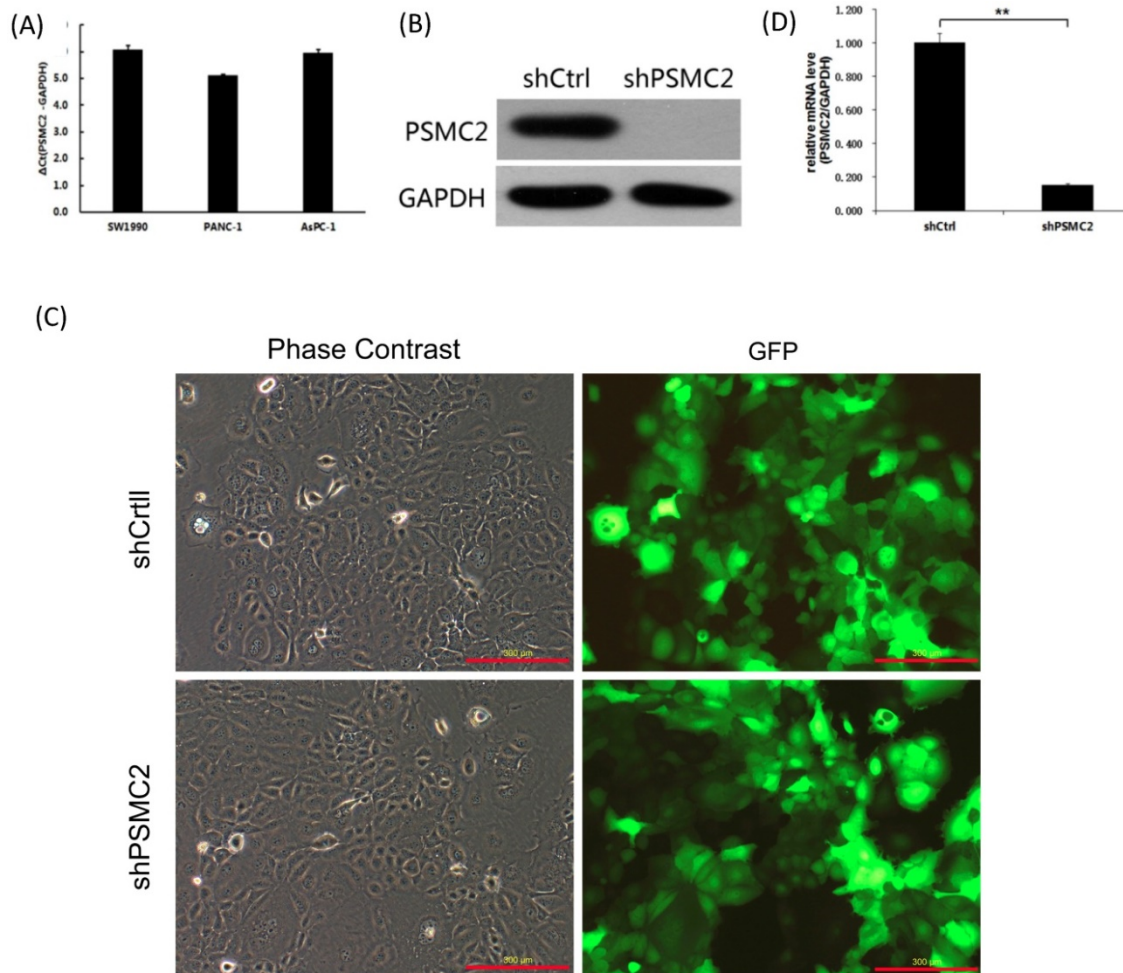 (A)
ΔCt(PSMC2 -GAPDH)
5.0
4.0
3.0
2.0
1.0
0.0
SW1990 PANC-1 AsPC-1
(B)
shCtrl shPSMC2
PSMC2
GAPDH
(D)
relative mRNA leve
(PSMC2/GAPDH)
1. 200
1. 000
0. 800
0. 600
0. 400
0. 200
0. 000
**
shCtrl shPSMC2
(C)
Phase Contrast GFP
shCrtll
300 µm 300 µm
shPSMC2
300 µm 300 µm